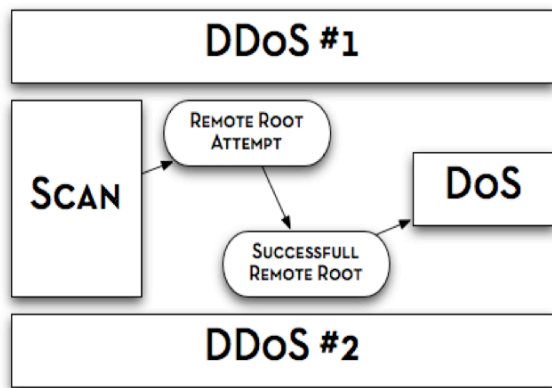 DDoS #1
Scan
Remote Root
Attempt
DoS
Successfull
Remote Root
DDoS #2